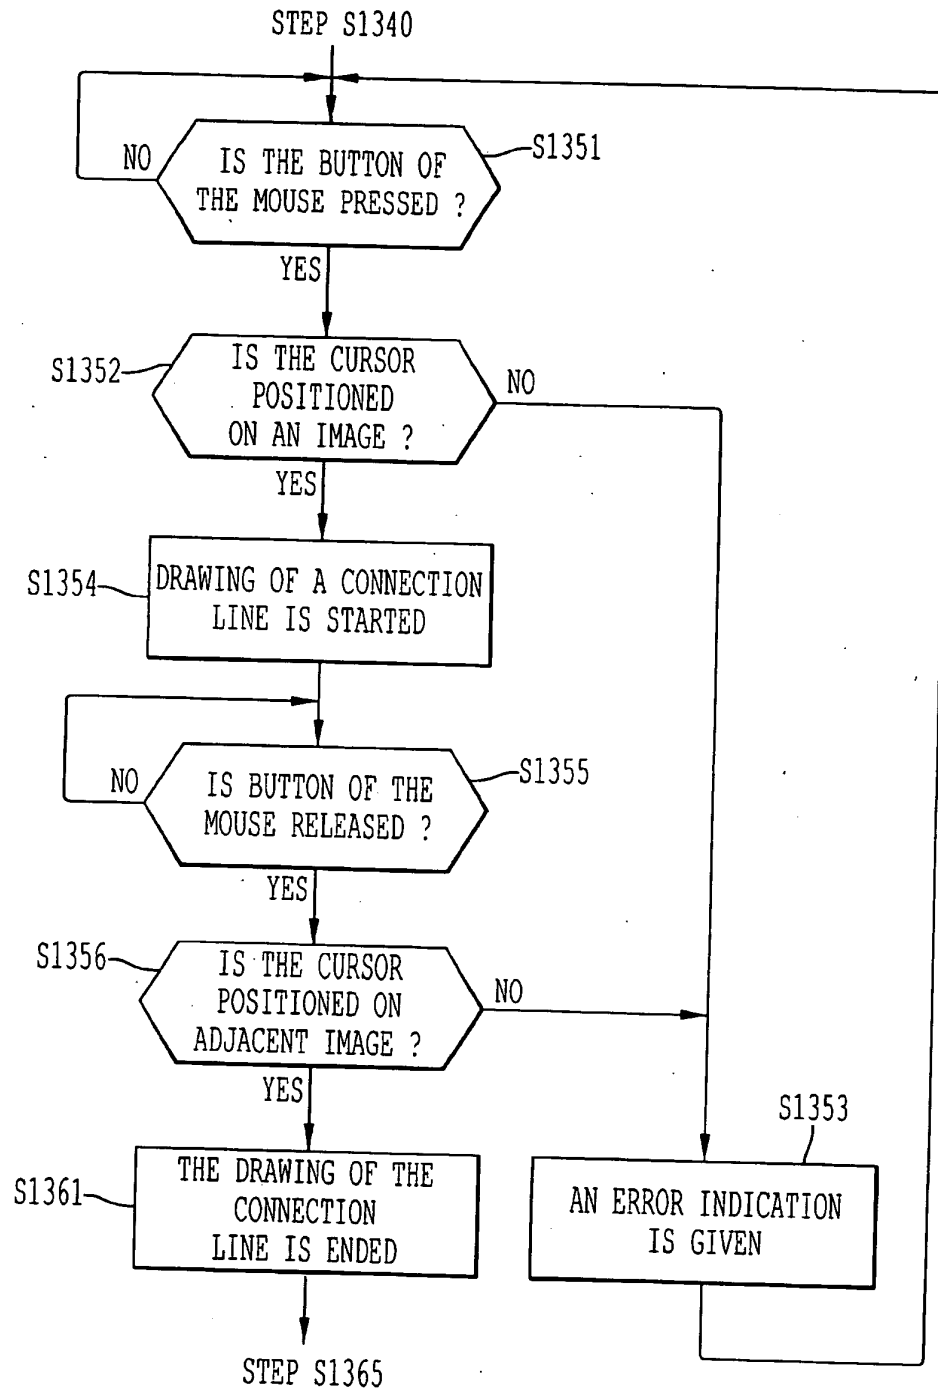 STEP S1340
NO
IS THE BUTTON OF
THE MOUSE PRESSED ?
S1351
YES
S1352
IS THE CURSOR
POSITIONED
ON AN IMAGE ?
NO
YES
S1354
DRAWING OF A CONNECTION
LINE IS STARTED
NO
IS BUTTON OF THE
MOUSE RELEASED ?
S1355
YES
S1356
IS THE CURSOR
POSITIONED ON
ADJACENT IMAGE ?
NO
YES
S1353
S1361
THE DRAWING OF THE
CONNECTION
LINE IS ENDED
AN ERROR INDICATION
IS GIVEN
STEP S1365